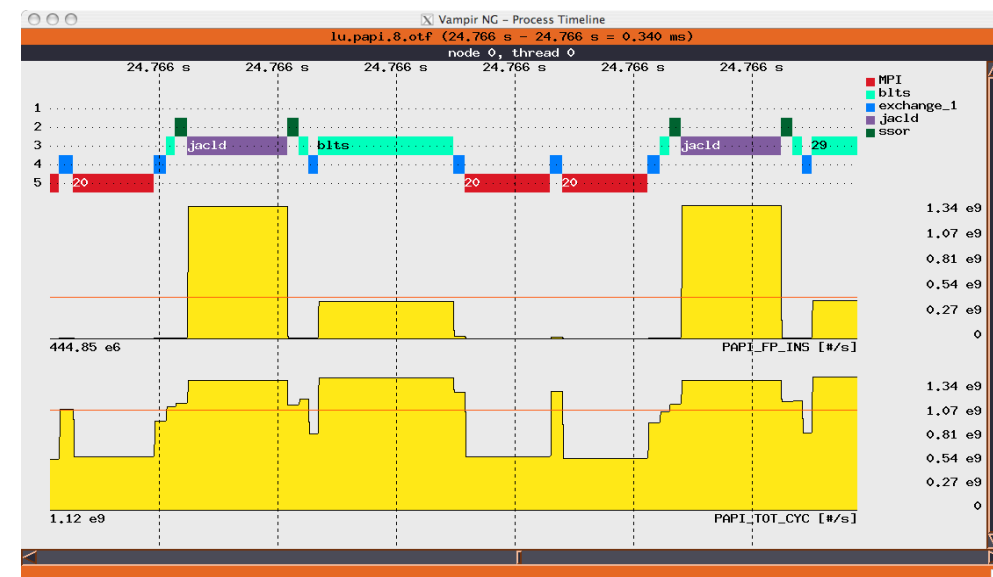 Vampir NG - Process Timeline
lu.papi.8.otf (24.766 s - 24.766 s = 0.340 ms)
node 0, thread 0
24.766 s 24.766 s 24.766 s 24.766 s 24.766 s 24.766 s
MPI
blts
exchange_1
jacld
ssor
1
2
3 jacld blts jacld 29
4
5 20 20 20
1.34 e9
1.07 e9
0.81 e9
0.54 e9
0.27 e9
0
444.85 e6 PAPI_FP_INS [#/s]
1.34 e9
1.07 e9
0.81 e9
0.54 e9
0.27 e9
0
1.12 e9 PAPI_TOT_CYC [#/s]